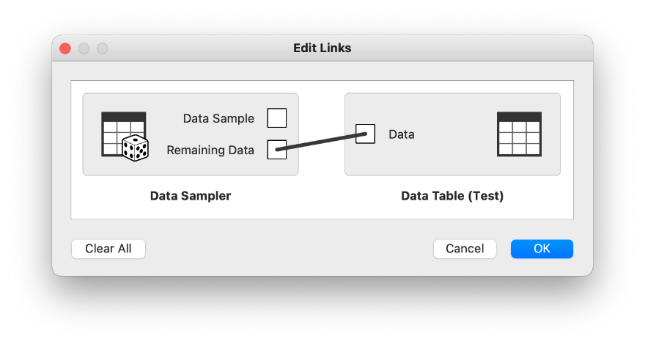 Edit Links
Data Sample
Remaining Data
Data
Data Sampler
Data Table (Test)
Clear All
Cancel
OK